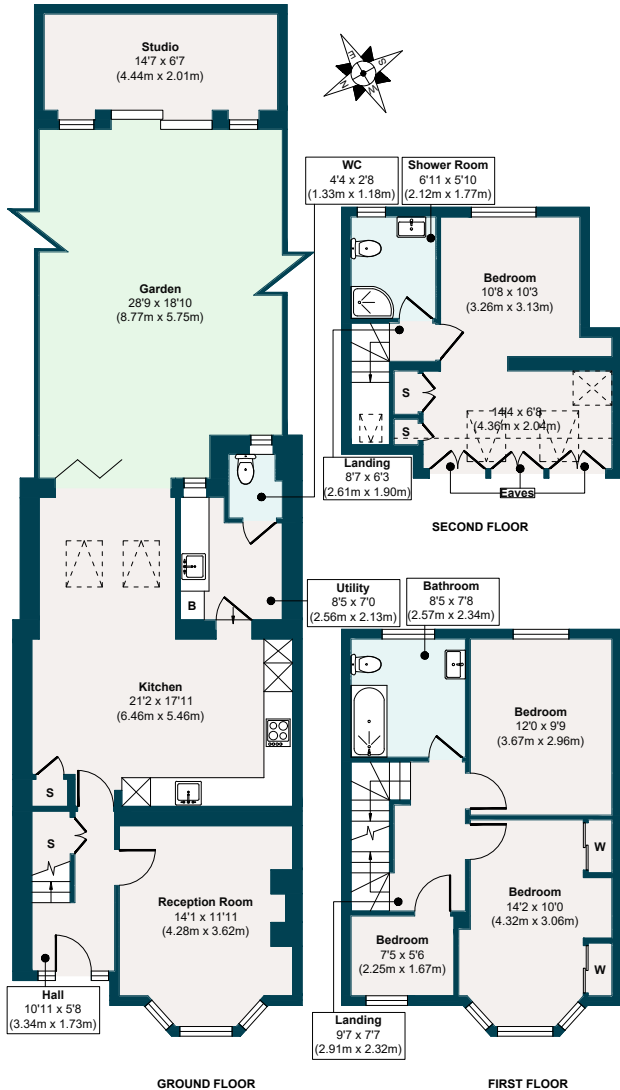 Studio
14'7 x 6'7
(4.44m x 2.01m)
E
S
N
W
WC
4'4 x 2'8
(1.33m x 1.18m)
Shower Room
6'11 x 5'10
(2.12m x 1.77m)
Garden
28'9 x 18'10
(8.77m x 5.75m)
Bedroom
10'8 x 10'3
(3.26m x 3.13m)
S
S
14'4 x 6'8
(4.36m x 2.04m)
Landing
8'7 x 6'3
(2.61m x 1.90m)
Eaves
SECOND FLOOR
B
Utility
8'5 x 7'0
(2.56m x 2.13m)
Bathroom
8'5 x 7'8
(2.57m x 2.34m)
Kitchen
21'2 x 17'11
(6.46m x 5.46m)
Bedroom
12'0 x 9'9
(3.67m x 2.96m)
S
S
W
Reception Room
14'1 x 11'11
(4.28m x 3.62m)
Bedroom
14'2 x 10'0
(4.32m x 3.06m)
Bedroom
7'5 x 5'6
(2.25m x 1.67m)
W
Hall
10'11 x 5'8
(3.34m x 1.73m)
Landing
9'7 x 7'7
(2.91m x 2.32m)
GROUND FLOOR
FIRST FLOOR